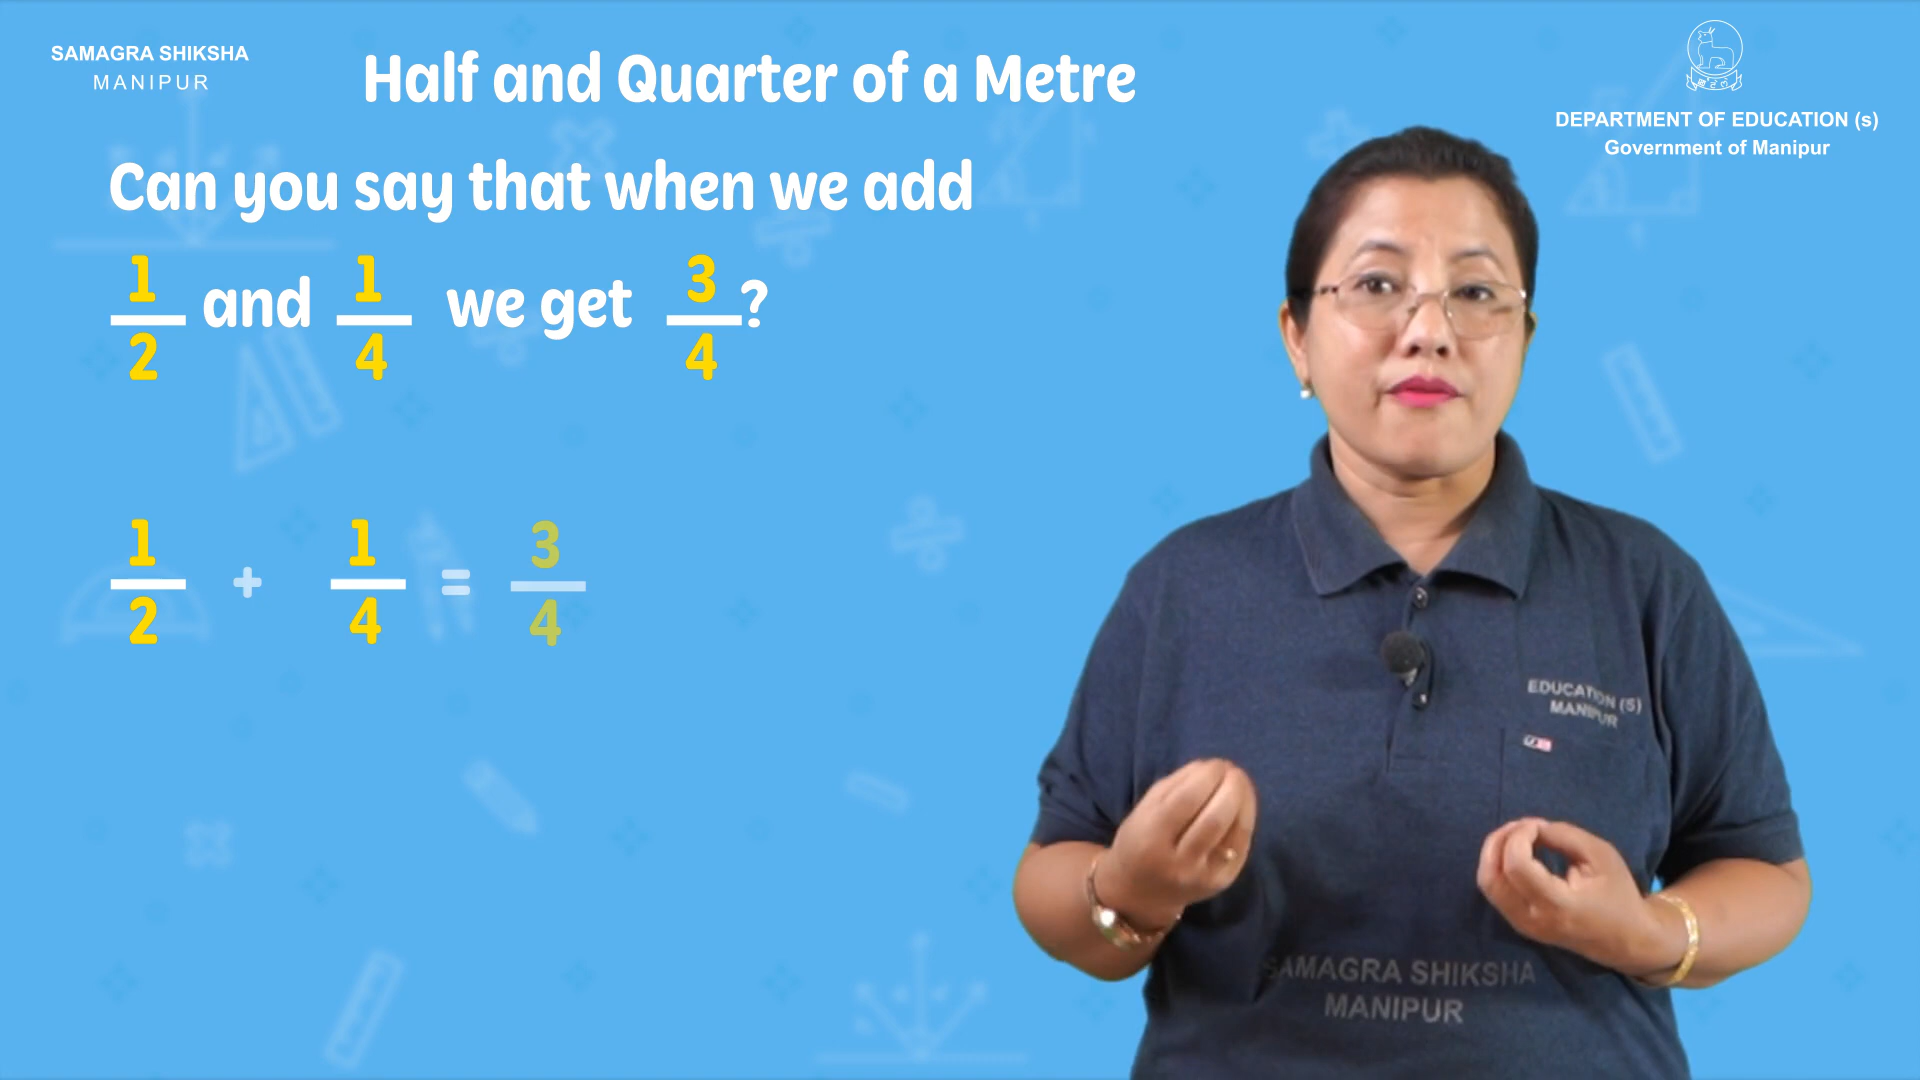 SAMAGRA SHIKSHA
MANIPUR
Half and Quarter of a Metre
DEPARTMENT OF EDUCATION (s)
Government of Manipur
Can you say that when we add
1/2 and 1/4 we get 3/4?
1/2 + 1/4 = 3/4
EDUCATION (S)
MANIPUR
SAMAGRA SHIKSHA
MANIPUR